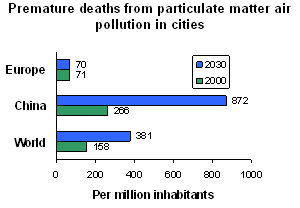 Premature deaths from particulate matter air
pollution in cities
Europe
70
71
2030
2000
China
872
266
World
381
158
0
200
400
600
800
1000
Per million inhabitants